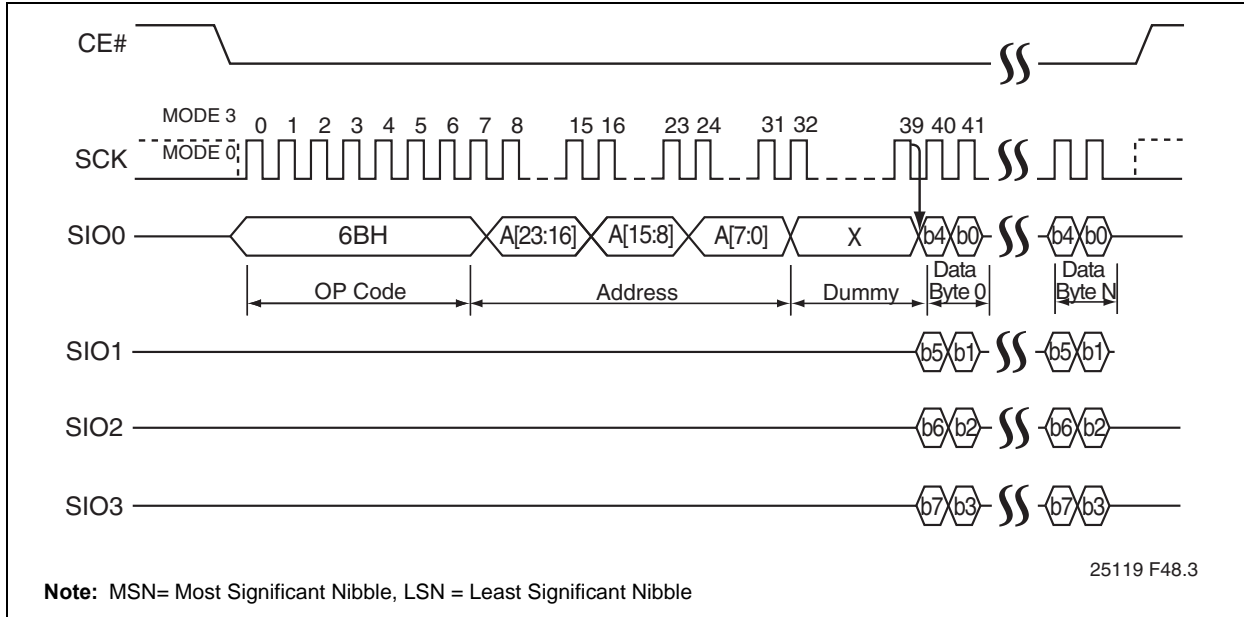 CE#
MODE 3
0 1 2 3 4 5 6 7 8 15 16 23 24 31 32 39 40 41
SCK MODE 0
SIO0 6BH A[23:16] A[15:8] A[7:0] X b4 b0 b4 b0
OP Code Address Dummy Data Byte 0 Data Byte N
SIO1 b5 b1 b5 b1
SIO2 b6 b2 b6 b2
SIO3 b7 b3 b7 b3
25119 F48.3
Note: MSN= Most Significant Nibble, LSN = Least Significant Nibble